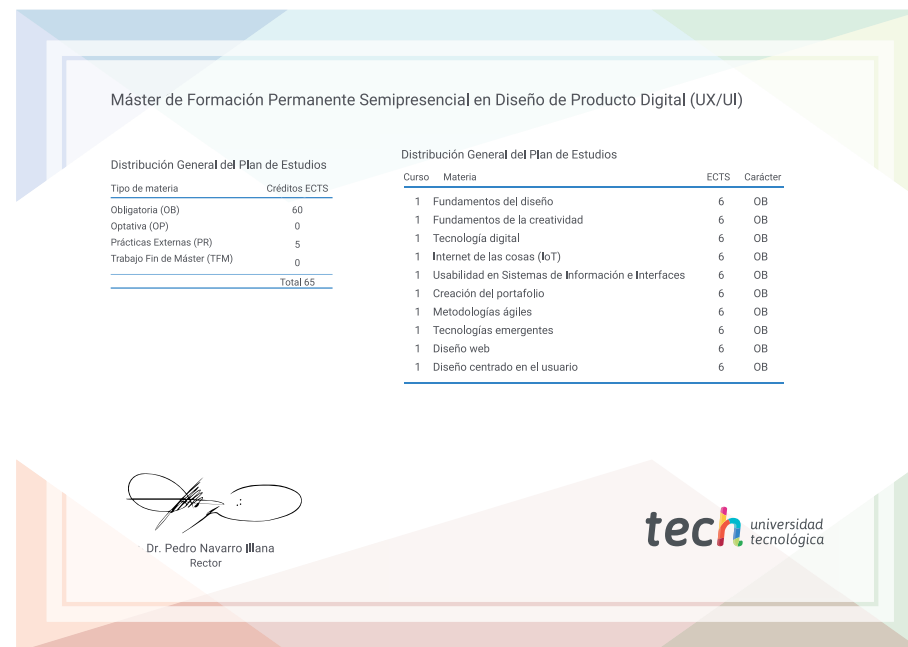 Máster de Formación Permanente Semipresencial en Diseño de Producto Digital (UX/UI)
Distribución General del Plan de Estudios
Tipo de materia Créditos ECTS
Obligatoria (OB) 60
Optativa (OP) 0
Prácticas Externas (PR) 5
Trabajo Fin de Máster (TFM) 0
Total 65
Distribución General del Plan de Estudios
Curso Materia ECTS Carácter
1 Fundamentos del diseño 6 OB
1 Fundamentos de la creatividad 6 OB
1 Tecnología digital 6 OB
1 Internet de las cosas (IoT) 6 OB
1 Usabilidad en Sistemas de Información e Interfaces 6 OB
1 Creación del portafolio 6 OB
1 Metodologías ágiles 6 OB
1 Tecnologías emergentes 6 OB
1 Diseño web 6 OB
1 Diseño centrado en el usuario 6 OB
Dr. Pedro Navarro Illana
Rector
tech universidad
tecnológica